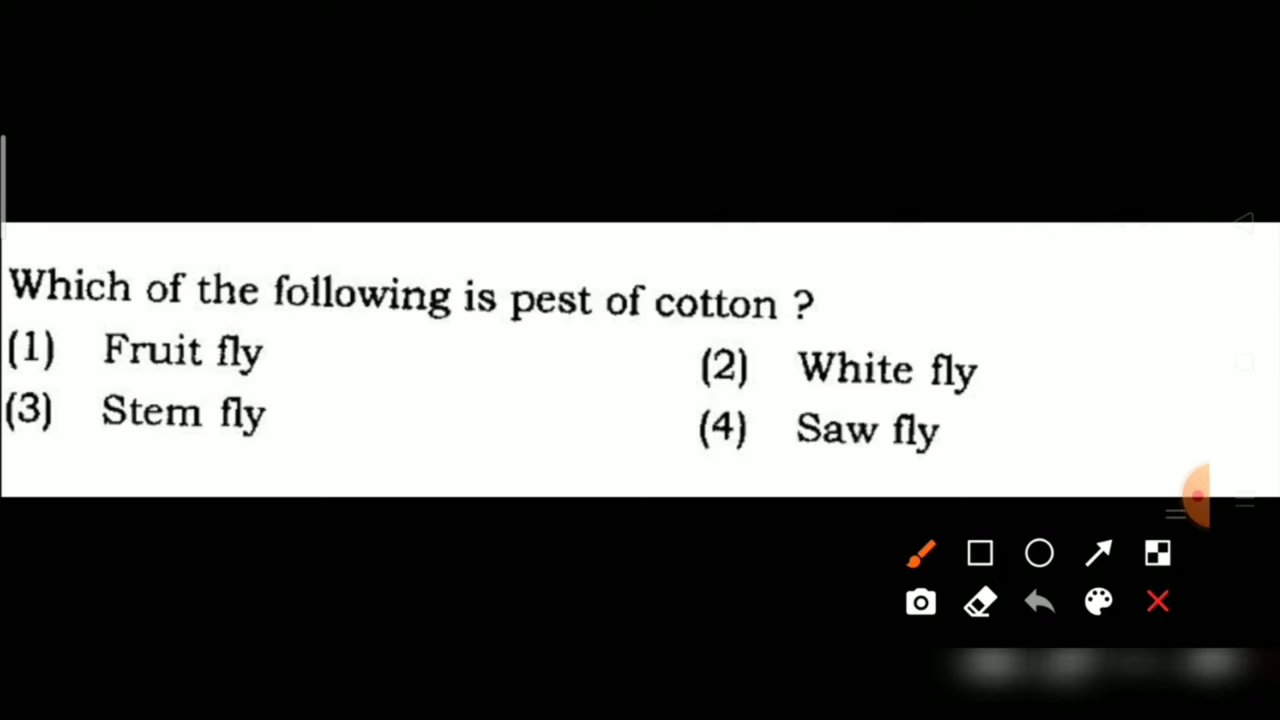 Which of the following is pest of cotton ?
(1) Fruit fly (2) White fly
(3) Stem fly (4) Saw fly